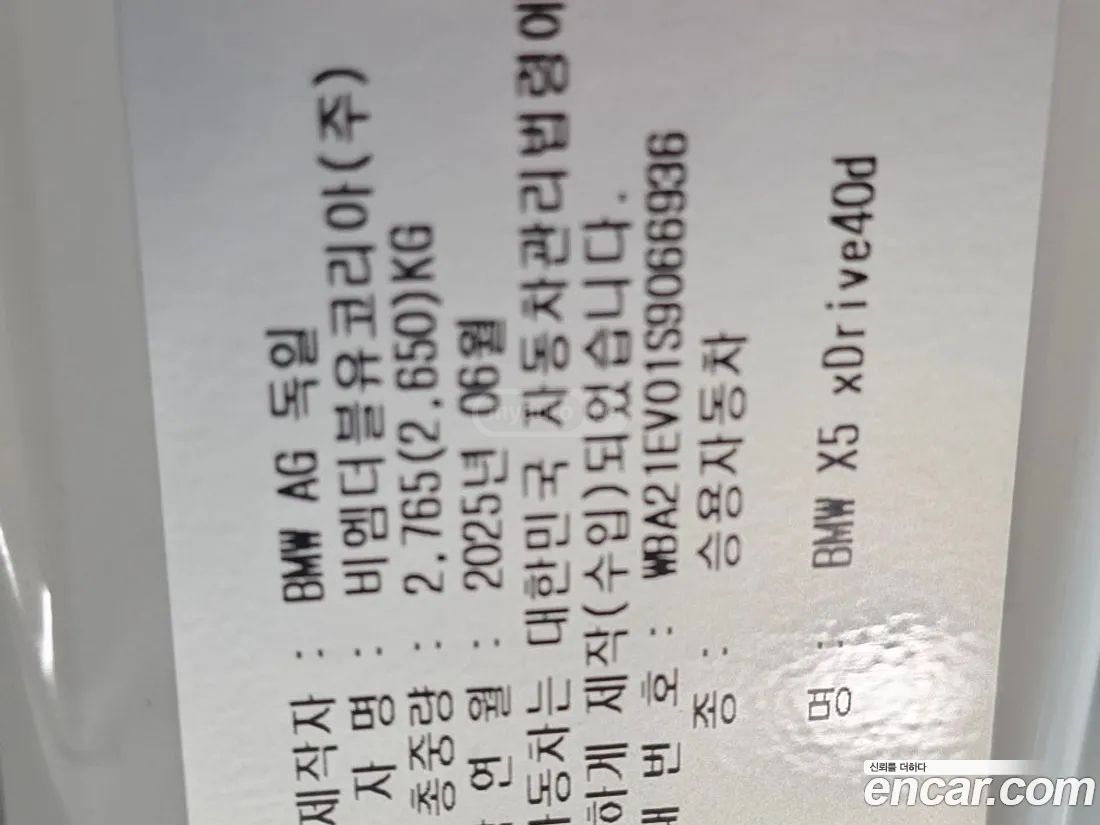 제작자 : BMW AG 독일
자 명 : 비엠더블유코리아(주)
총중량 : 2,765(2,650)KG
연 월 : 2025년 06월
자동차는 대한민국 자동차관리법령에
하게 제작(수입)되었습니다.
번 호 : WBA21EV01S9066936
종 : 승용자동차
명 : BMW X5 xDrive40d
신뢰를 더하다
encar.com